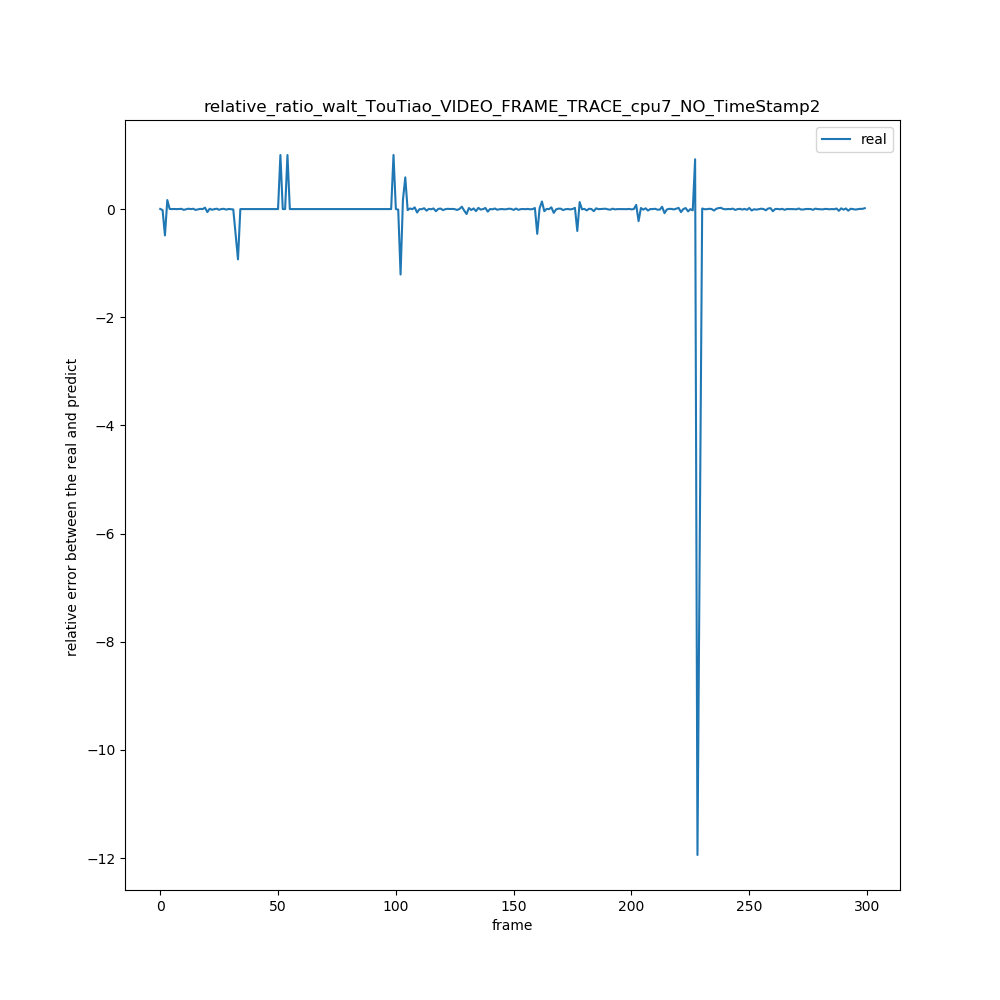 relative_ratio_walt_TouTiao_VIDEO_FRAME_TRACE_cpu7_NO_TimeStamp2
real
0
−2
−4
−6
−8
−10
−12
relative error between the real and predict
0 50 100 150 200 250 300
frame